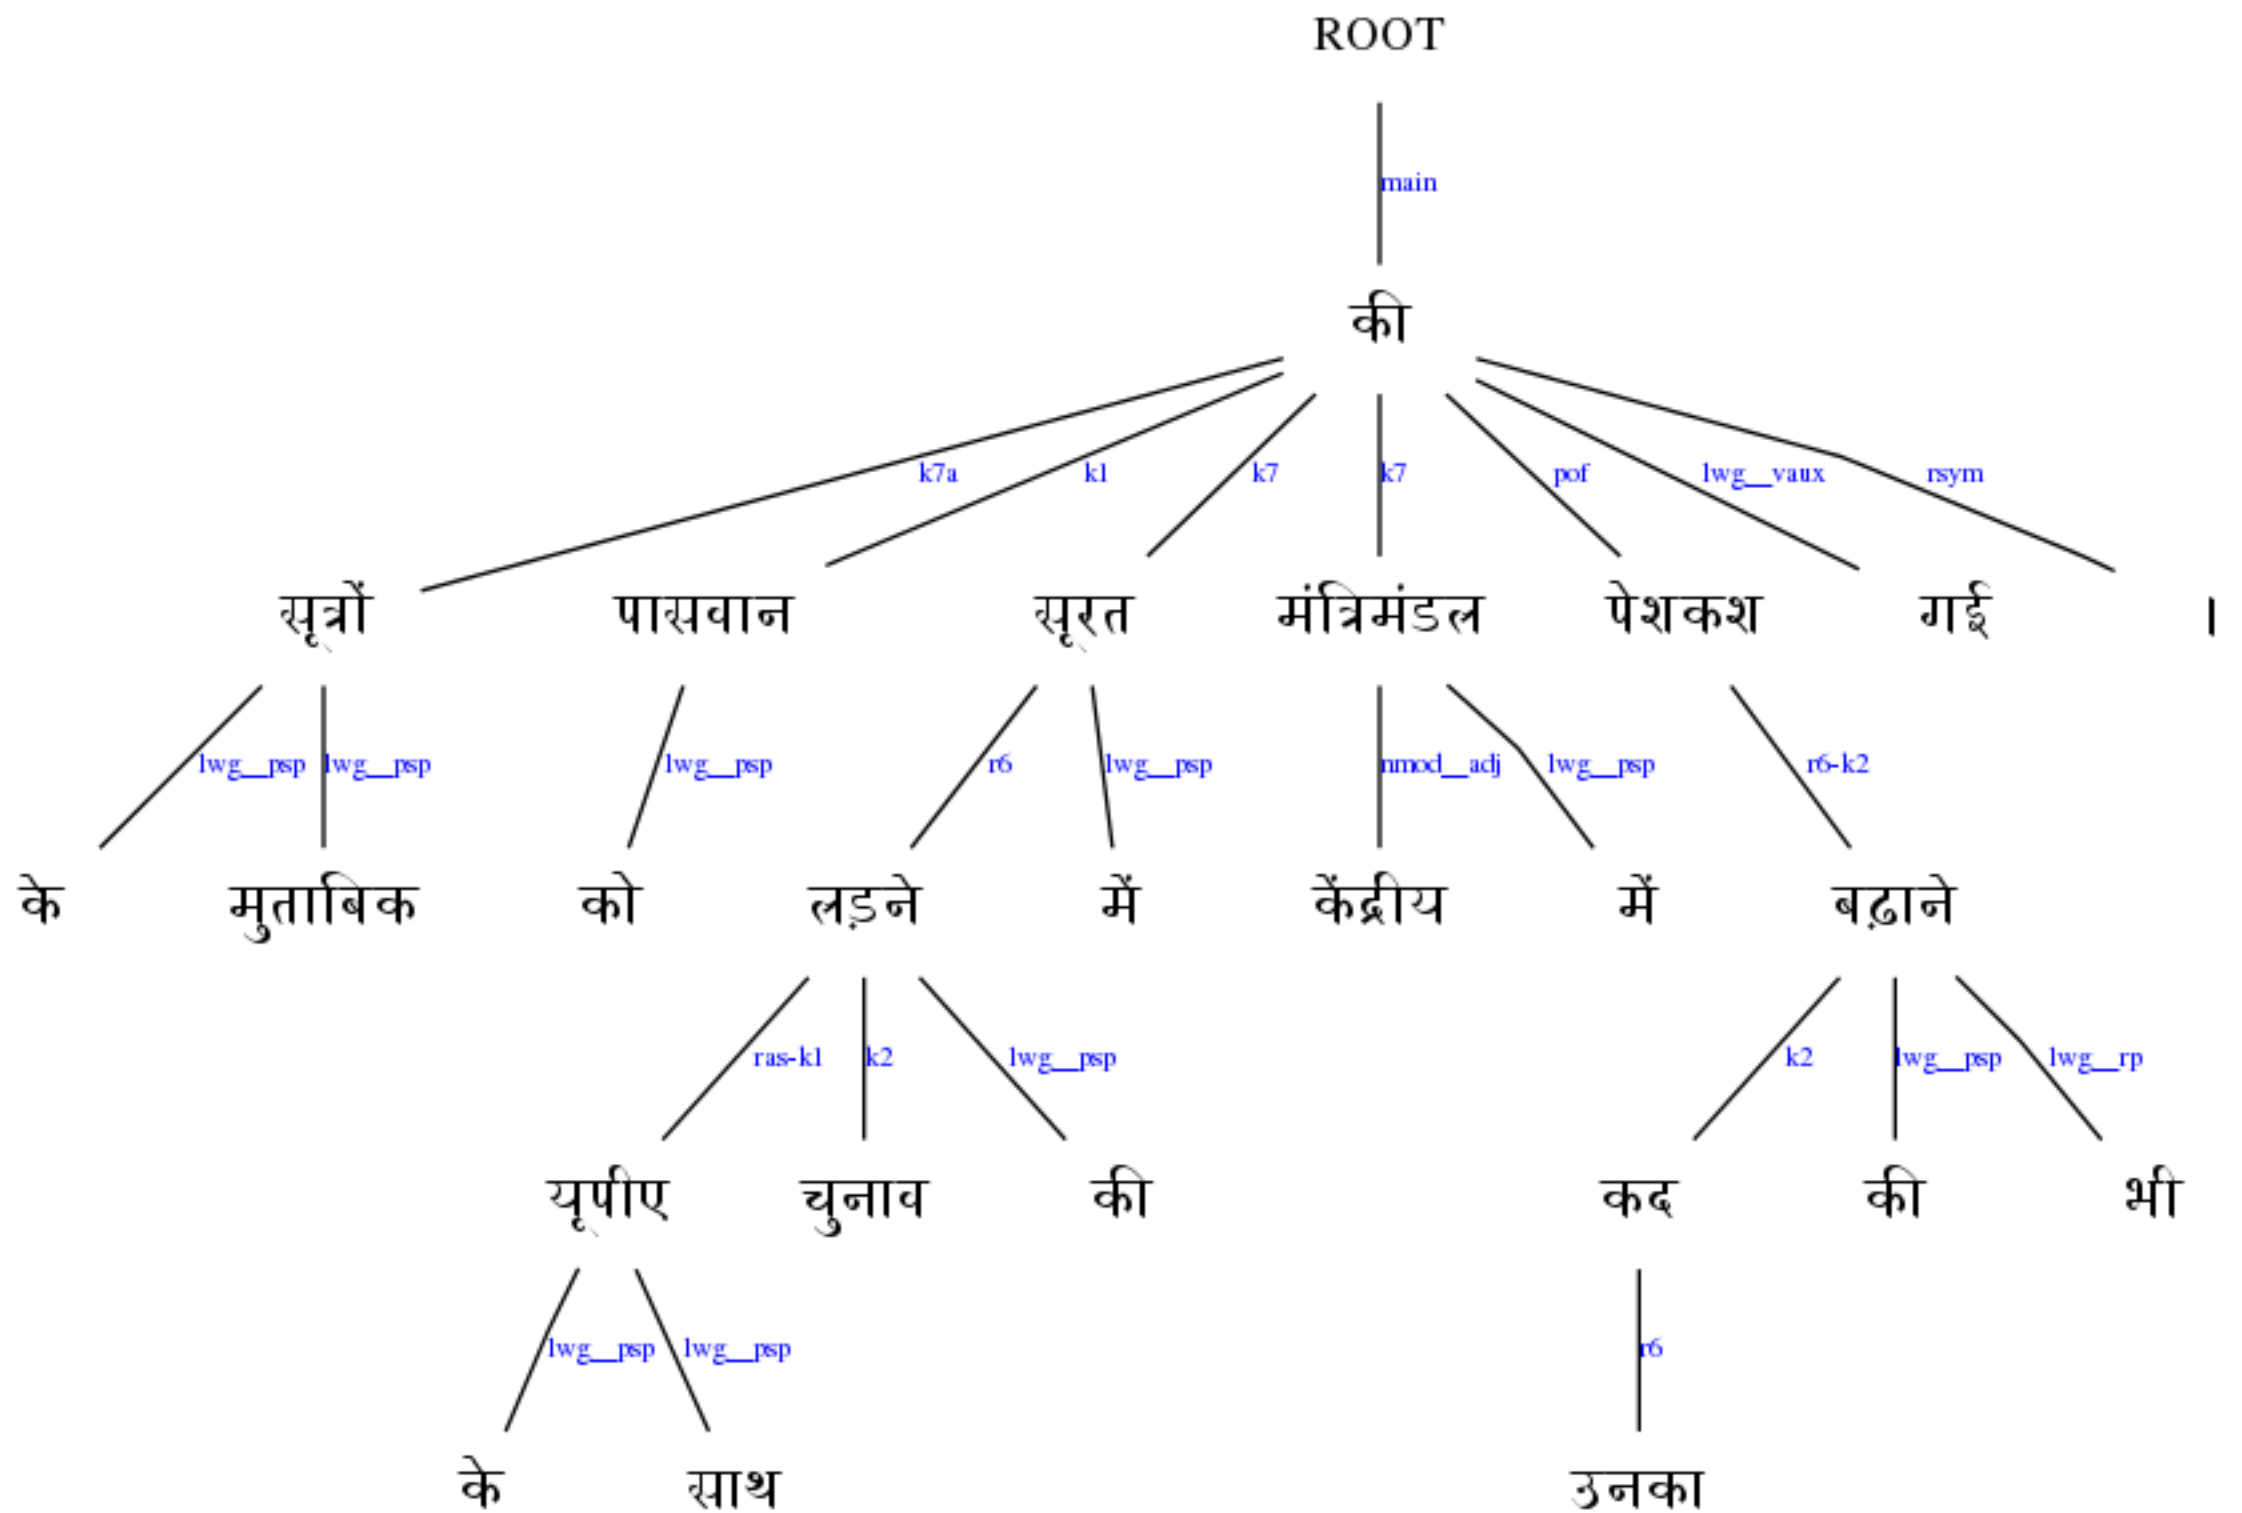 ROOT
main
की
k7a k1 k7 k7 pof lwg__vaux rsym
सूत्रों पासवान सूरत मंत्रिमंडल पेशकश गई ।
lwg__psp lwg__psp lwg__psp r6 lwg__psp nmod__adj lwg__psp r6-k2
के मुताबिक को लड़ने में केंद्रीय में बढ़ाने
ras-k1 k2 lwg__psp k2 lwg__psp lwg__rp
यूपीए चुनाव की कद की भी
lwg__psp lwg__psp r6
के साथ उनका